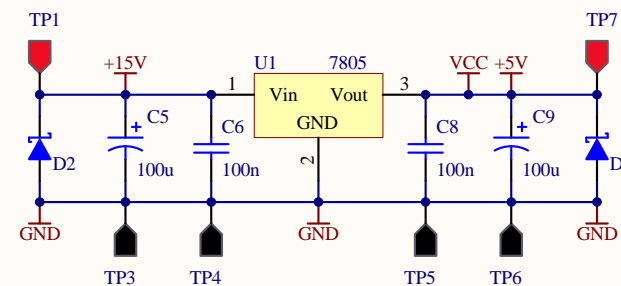 TP1
TP7
+15V
U1
7805
VCC
+5V
1
3
Vin
Vout
C5
C6
GND
C8
C9
D2
100u
100n
2
100n
100u
D
GND
GND
GND
TP3
TP4
TP5
TP6